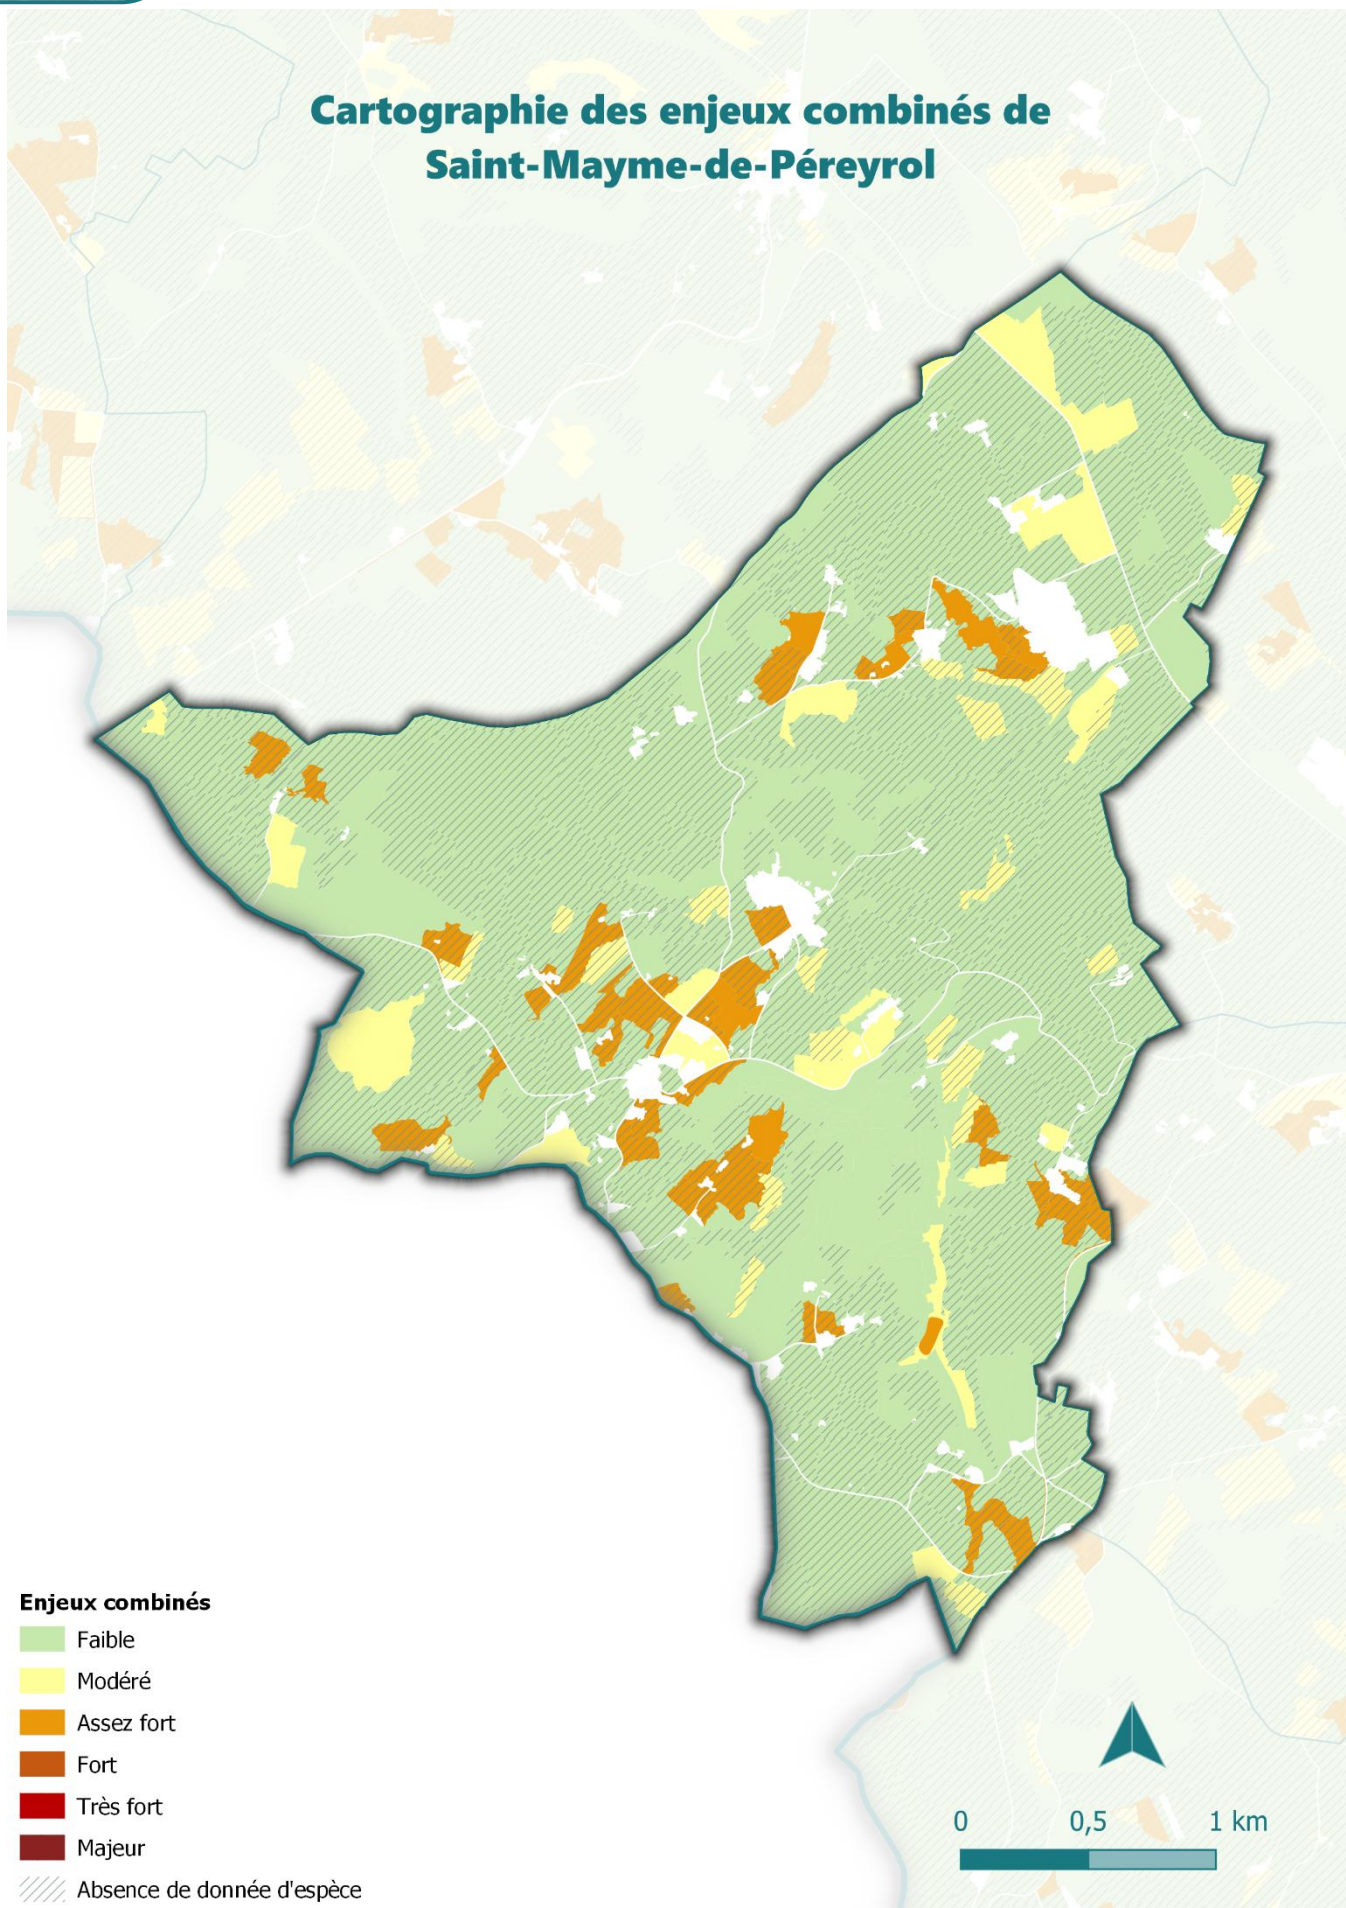 Cartographie des enjeux combinés de
Saint-Mayme-de-Péreyrol
Enjeux combinés
Faible
Modéré
Assez fort
Fort
Très fort
Majeur
Absence de donnée d'espèce
0 0,5 1 km